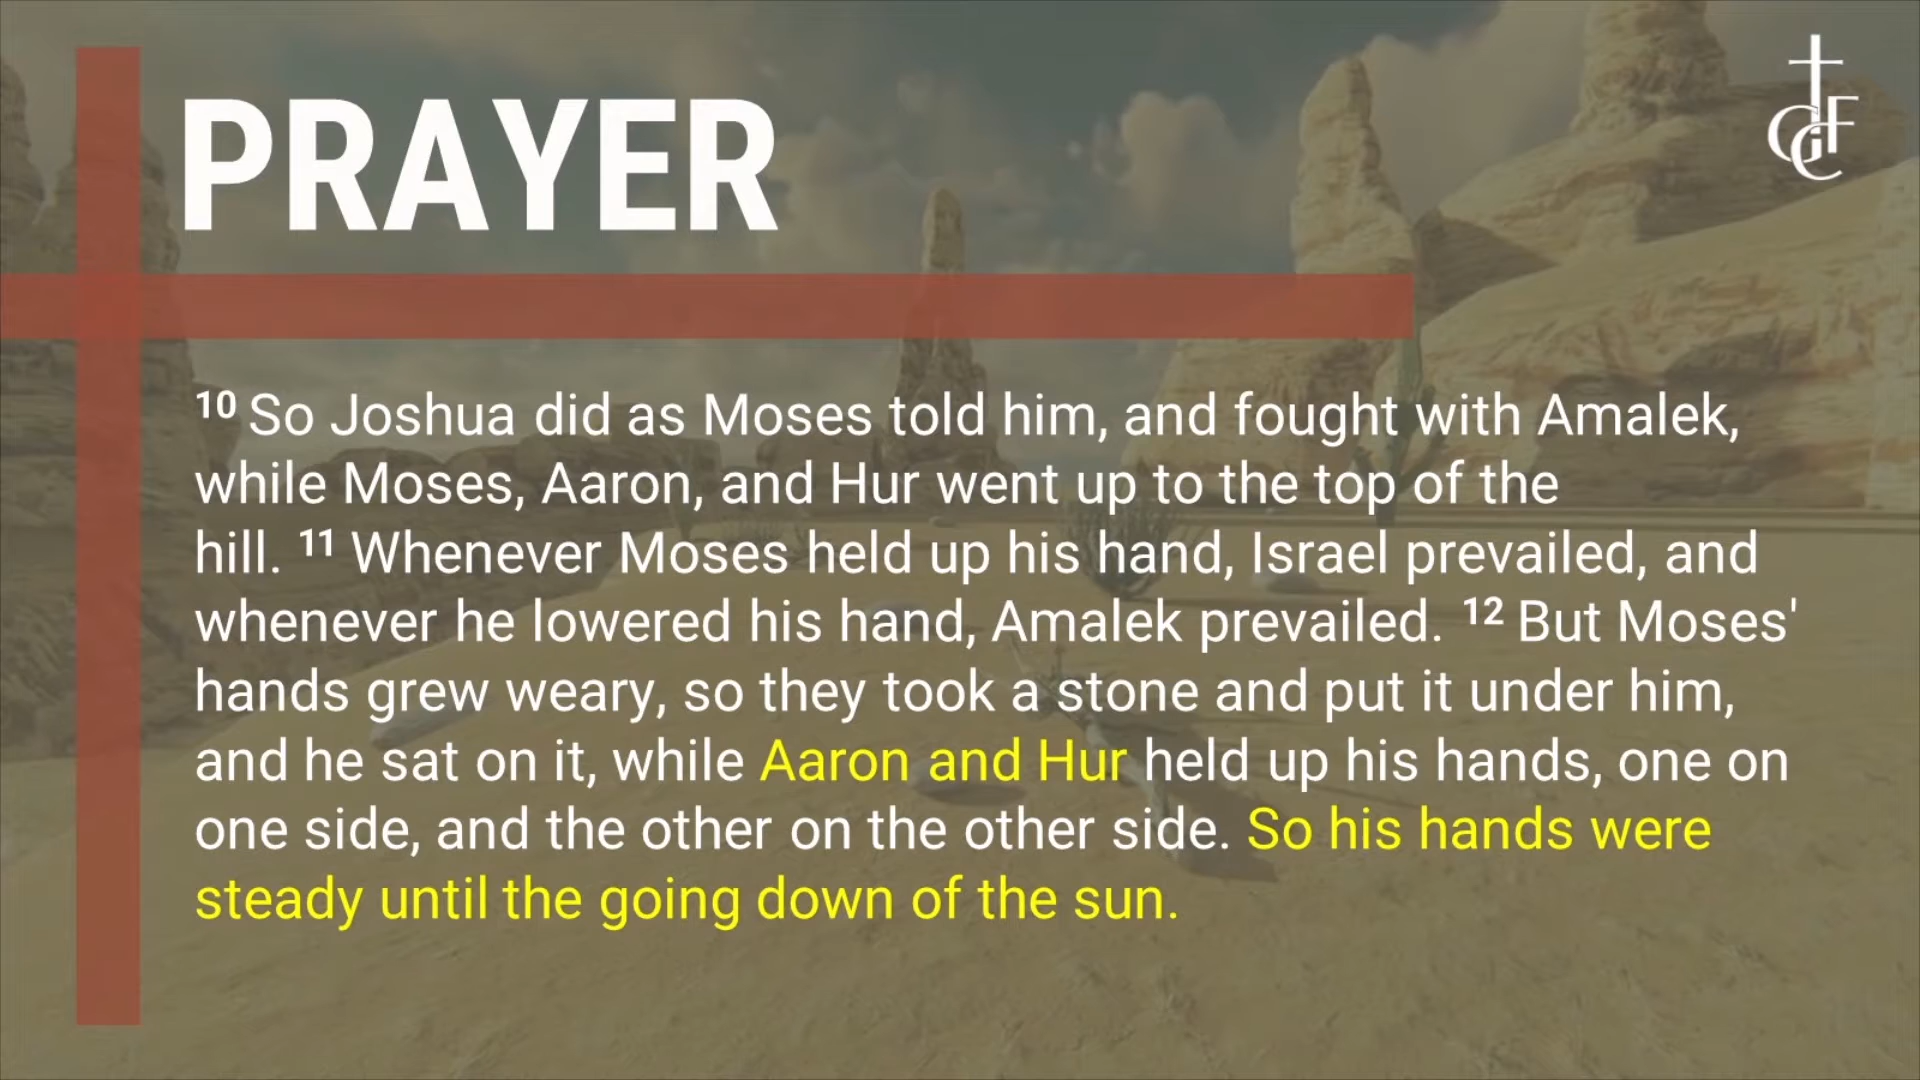 PRAYER
10 So Joshua did as Moses told him, and fought with Amalek,
while Moses, Aaron, and Hur went up to the top of the
hill. 11 Whenever Moses held up his hand, Israel prevailed, and
whenever he lowered his hand, Amalek prevailed. 12 But Moses'
hands grew weary, so they took a stone and put it under him,
and he sat on it, while Aaron and Hur held up his hands, one on
one side, and the other on the other side. So his hands were
steady until the going down of the sun.